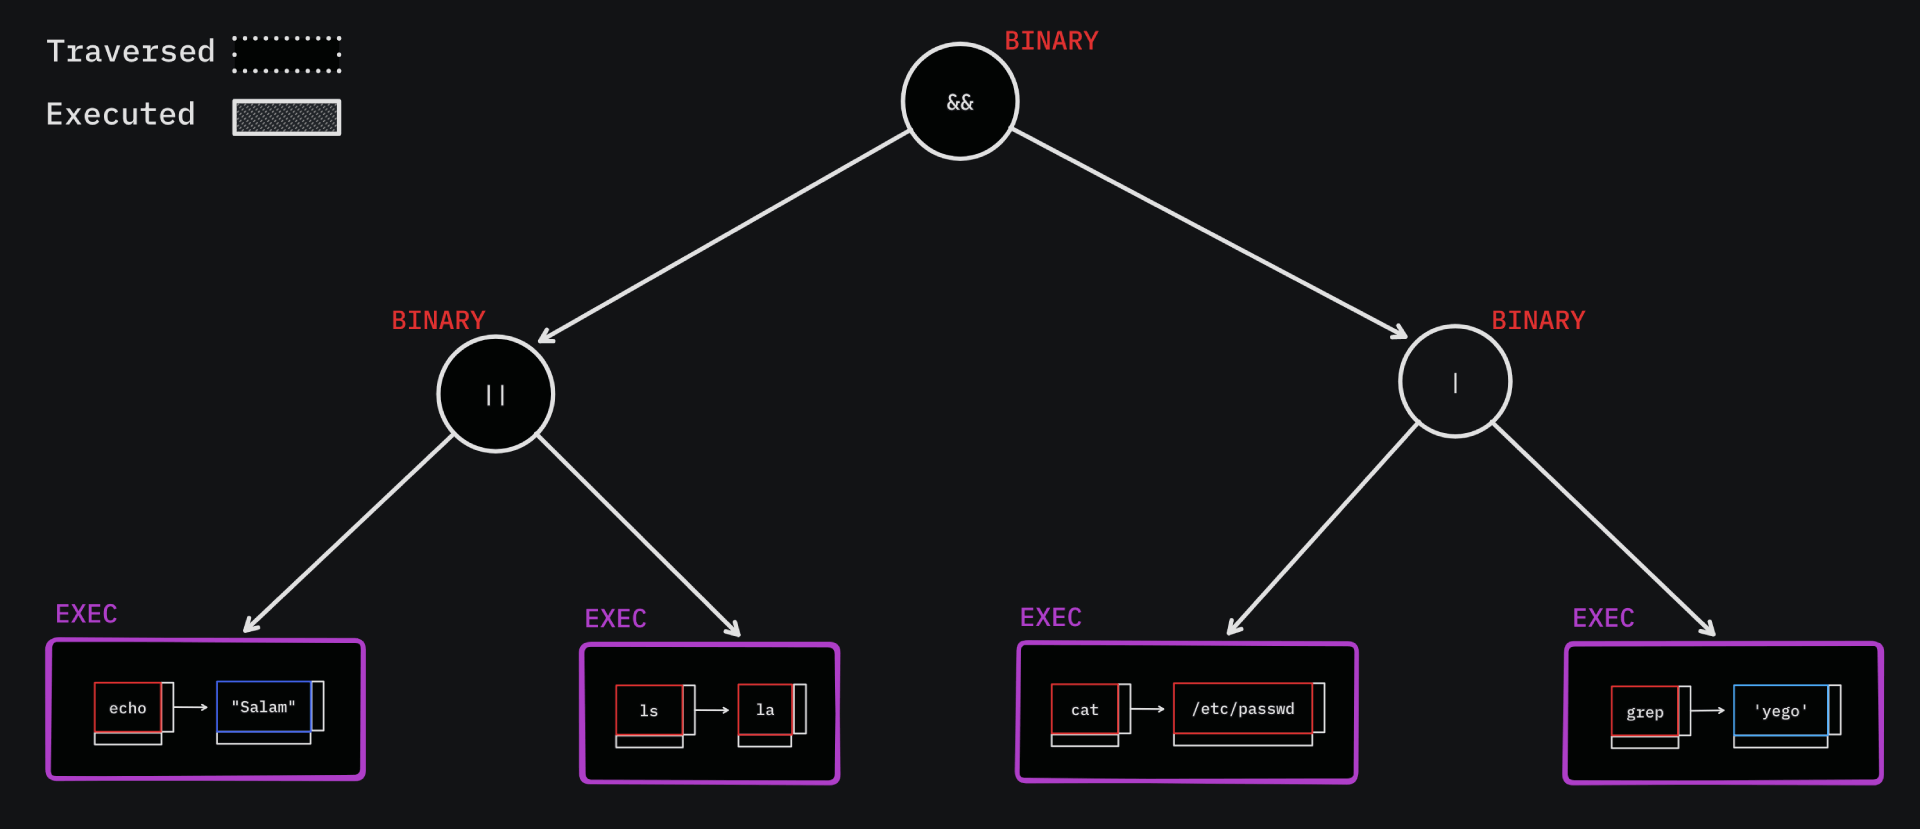 Traversed
Executed
BINARY
&&
BINARY
||
BINARY
|
EXEC
echo
"Salam"
EXEC
ls
la
EXEC
cat
/etc/passwd
EXEC
grep
'yego'